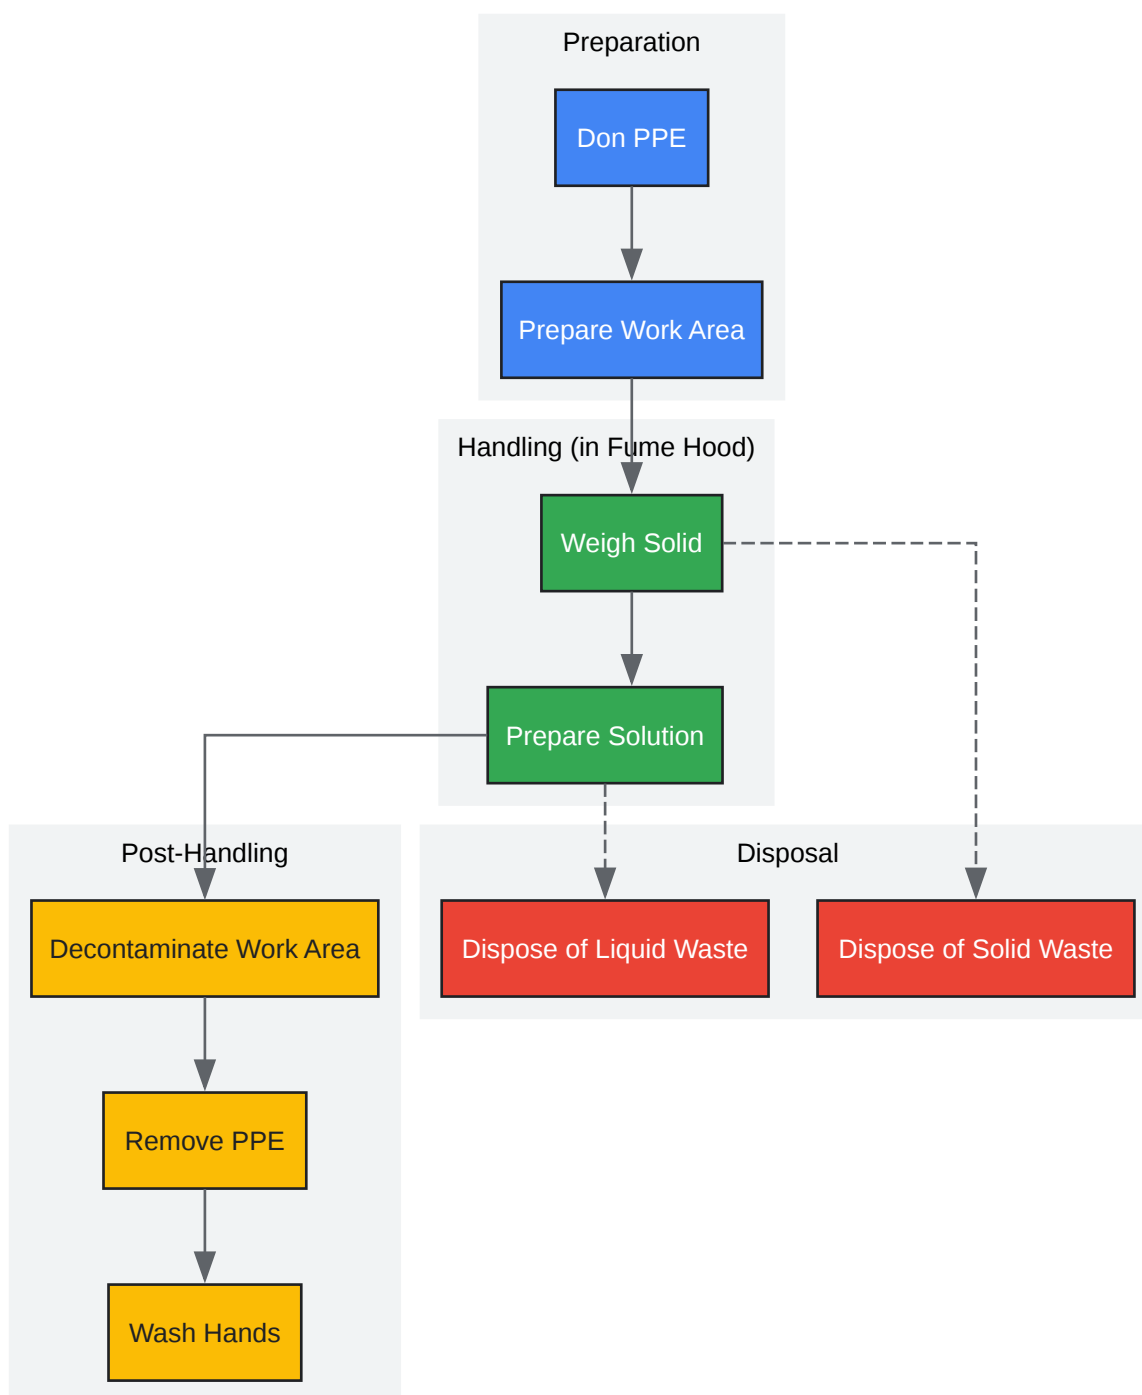 Preparation
Don PPE
Prepare Work Area
Handling (in Fume Hood)
Weigh Solid
Prepare Solution
Post-Handling
Decontaminate Work Area
Remove PPE
Wash Hands
Disposal
Dispose of Liquid Waste
Dispose of Solid Waste